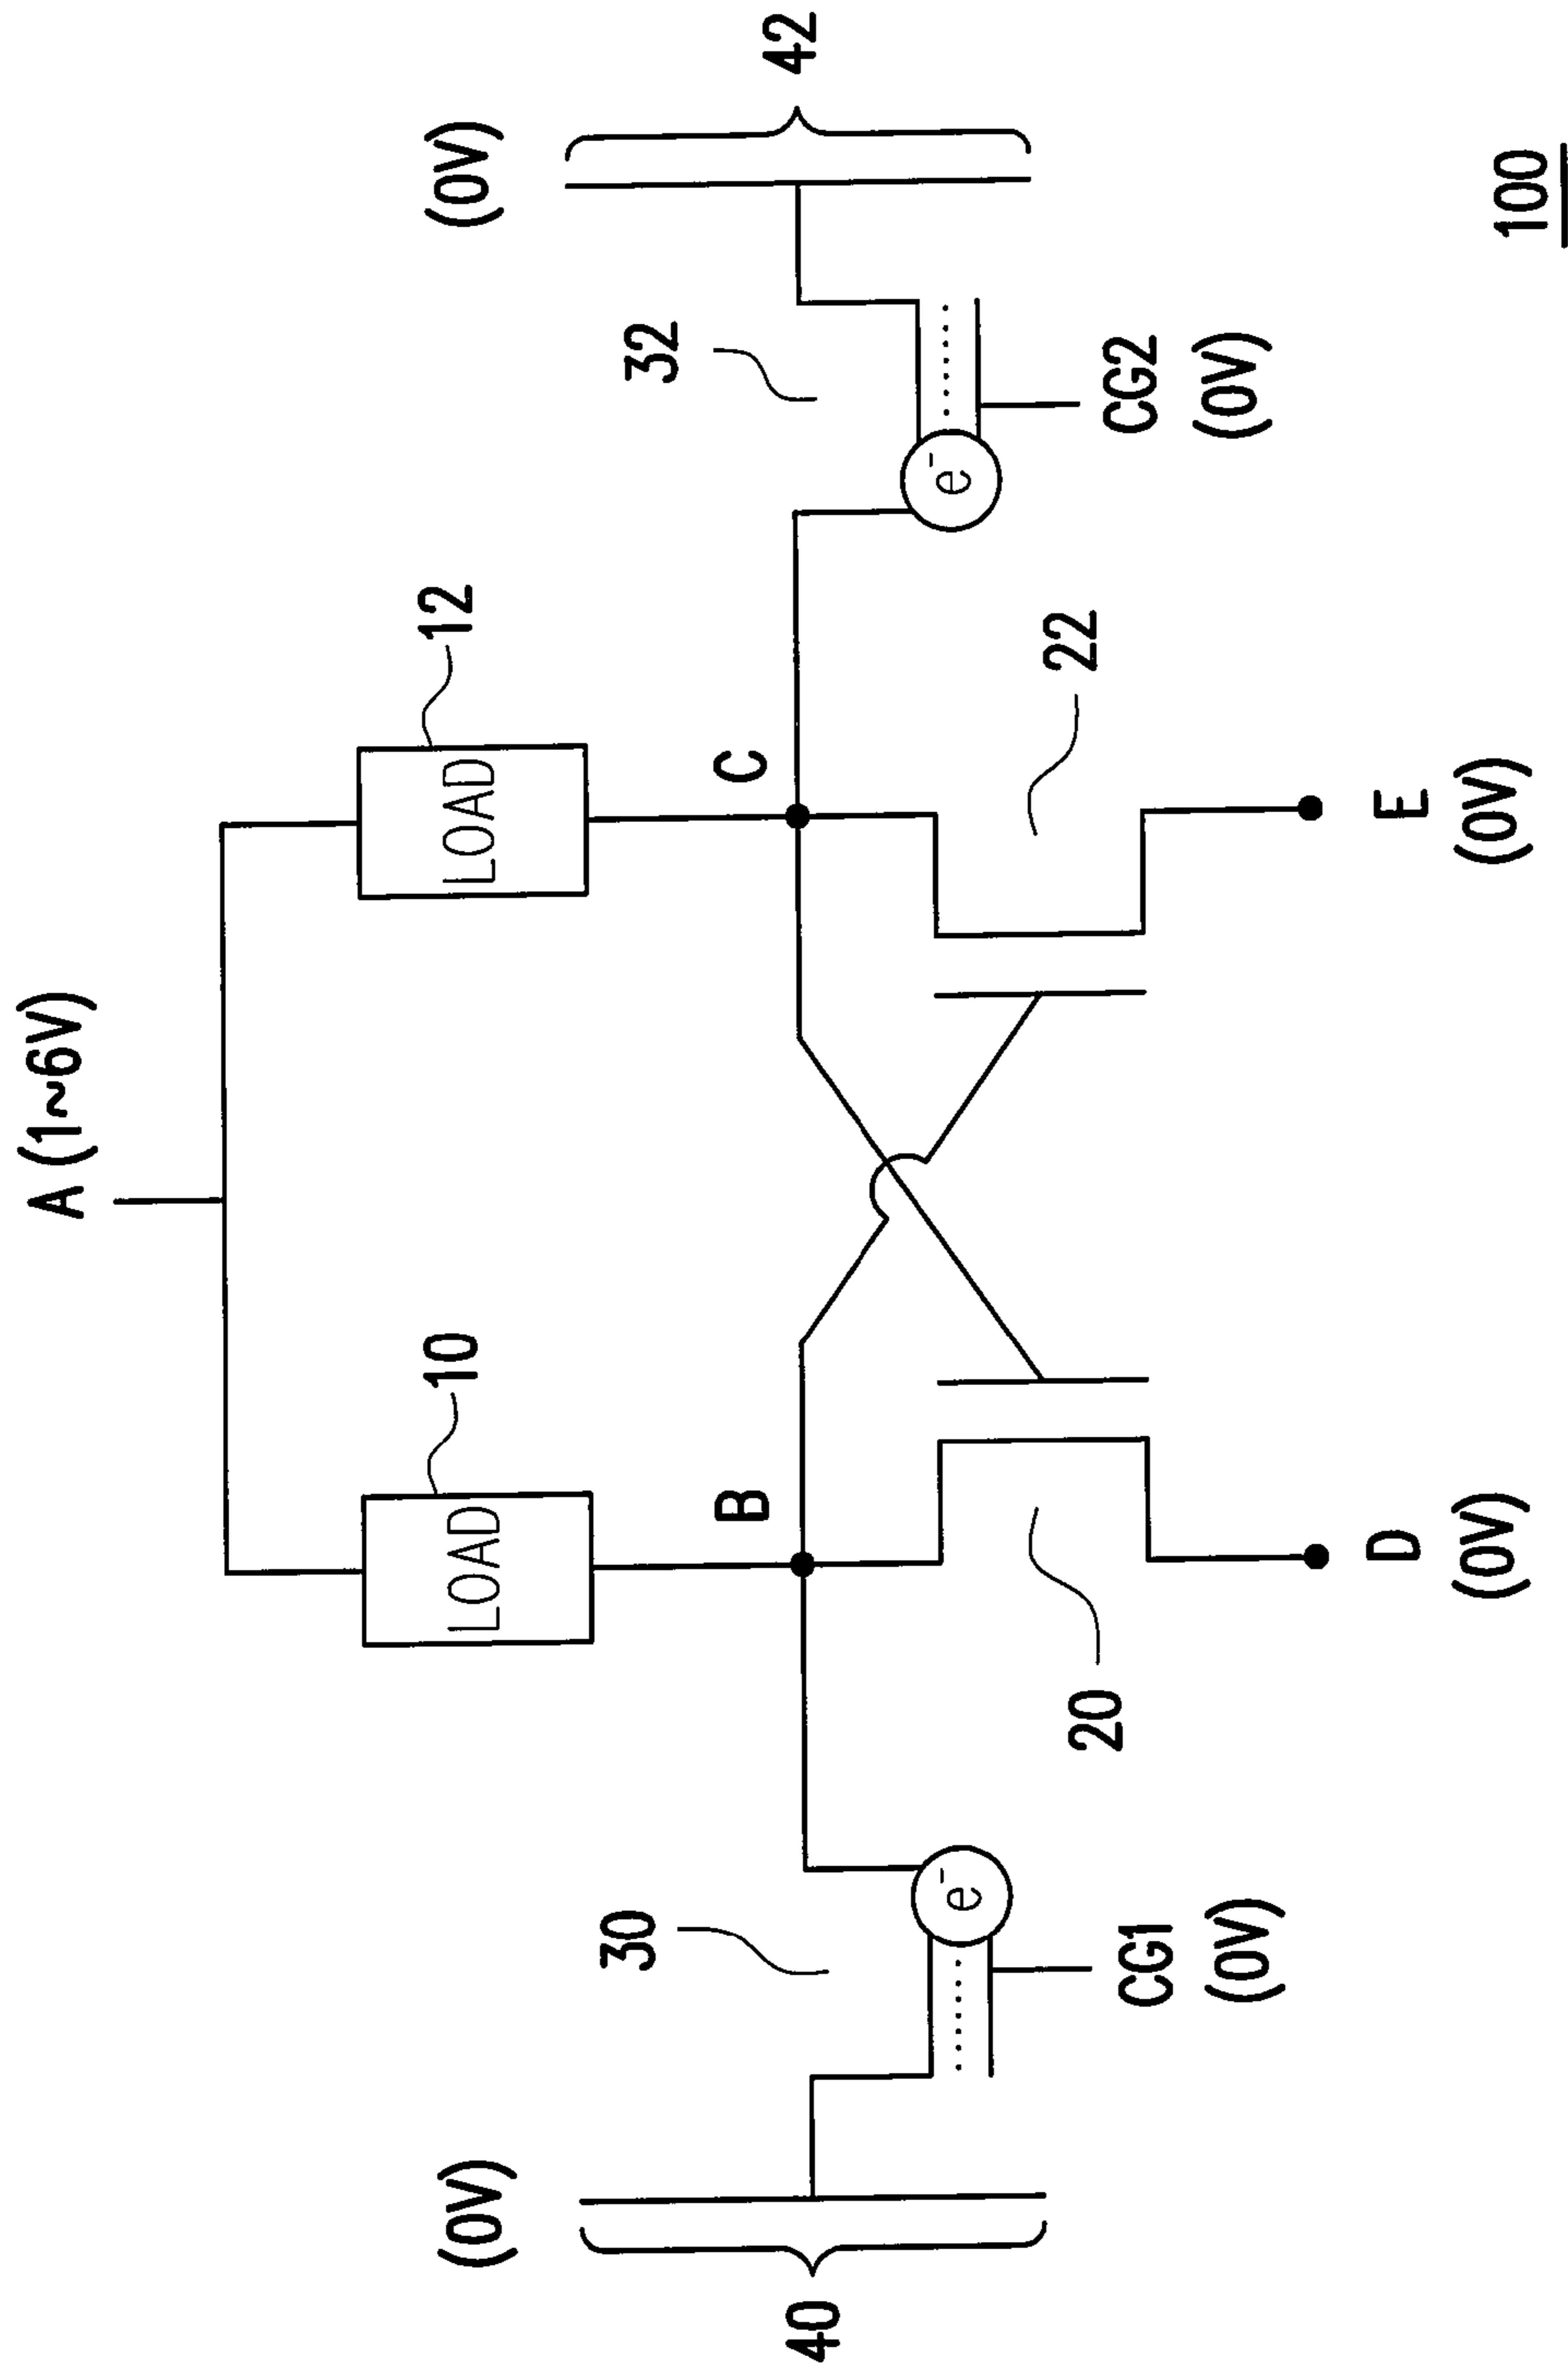 A (1~6V)
10
LOAD
12
LOAD
(0V)
(0V)
B
C
30
32
40
42
e-
e-
20
22
CG1
(0V)
CG2
(0V)
D
(0V)
E
(0V)
100